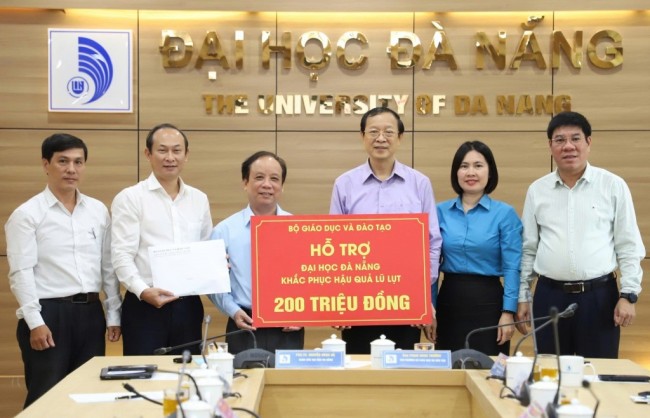 ĐẠI HỌC ĐÀ NẴNG
THE UNIVERSITY OF DA NANG
BỘ GIÁO DỤC VÀ ĐÀO TẠO
HỖ TRỢ
ĐẠI HỌC ĐÀ NẴNG
KHẮC PHỤC HẬU QUẢ LŨ LỤT
200 TRIỆU ĐỒNG